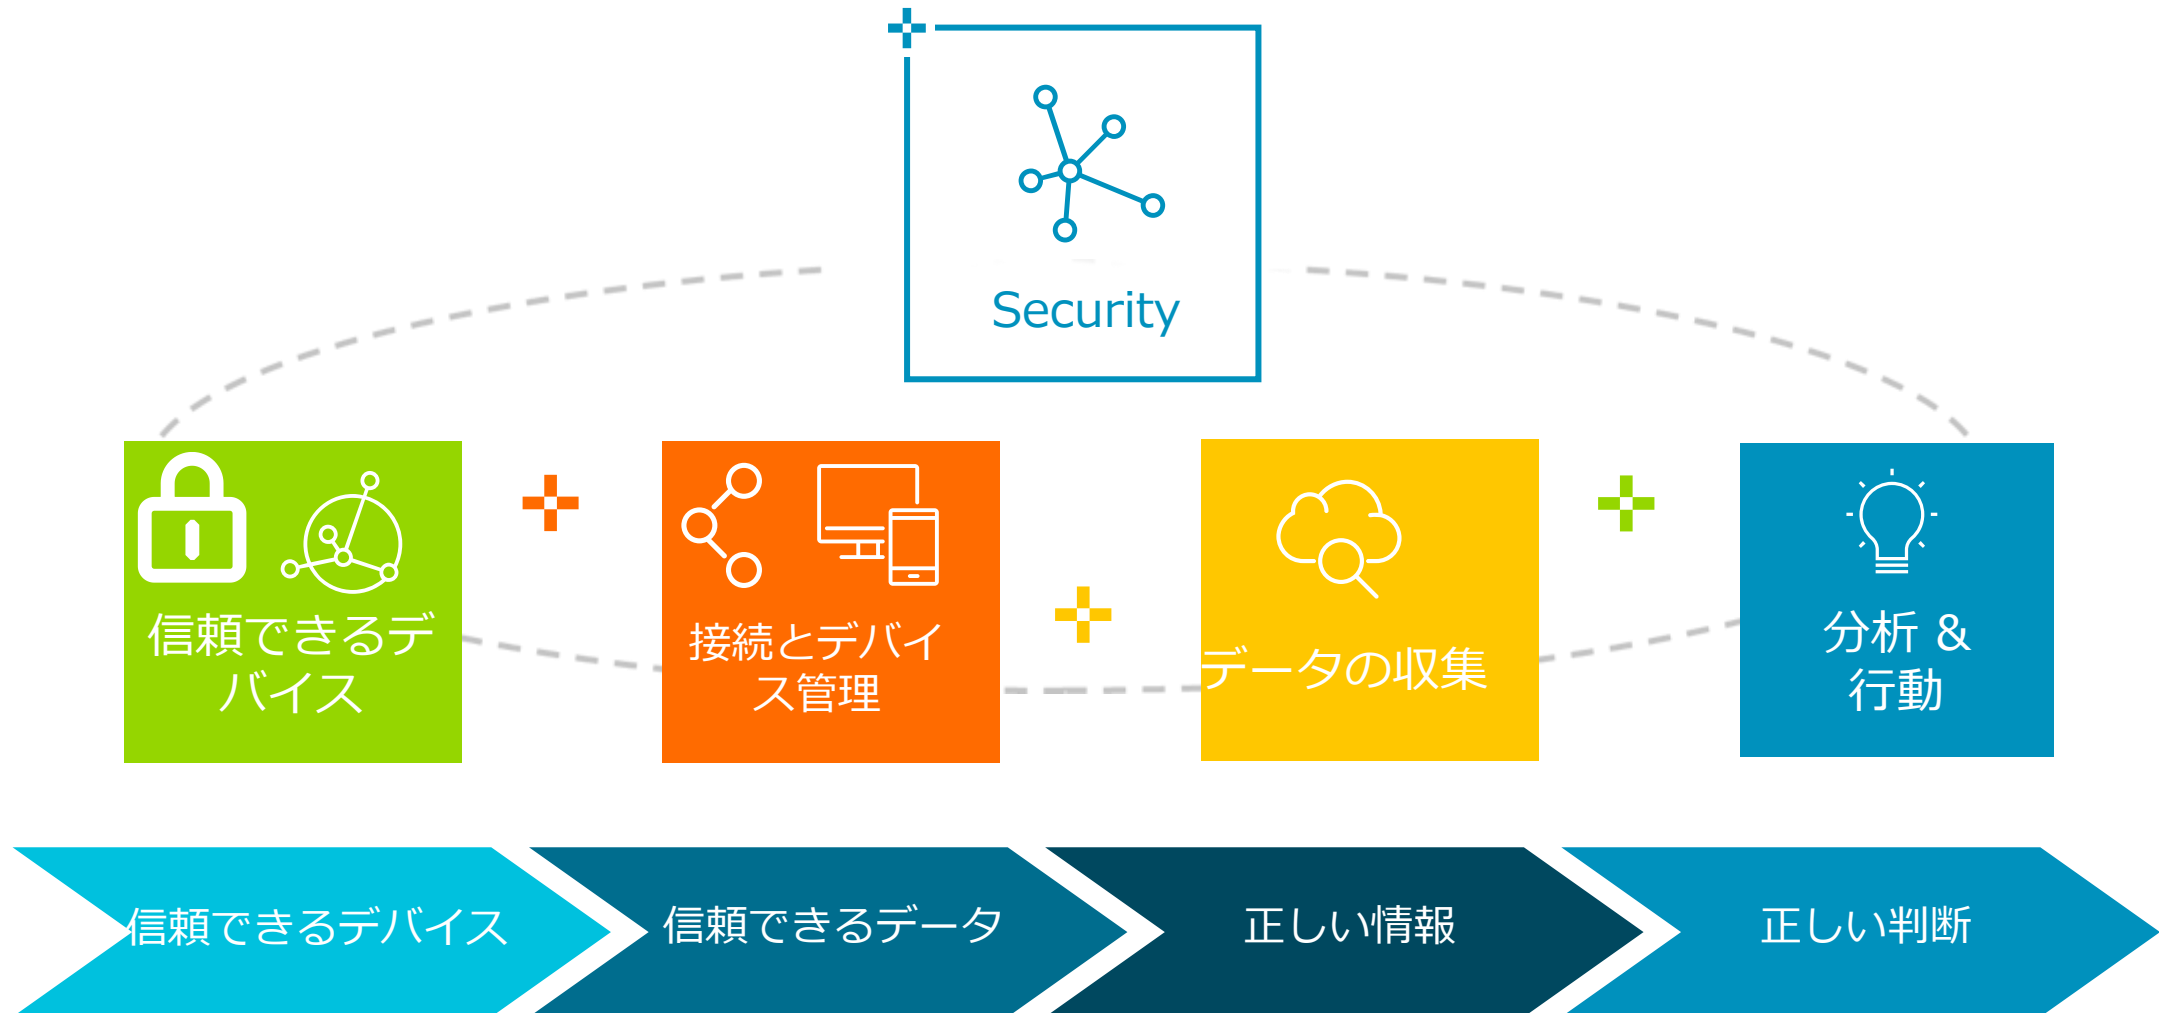 Security
信頼できるデ
バイス
接続とデバイ
ス管理
データの収集
分析 &
行動
信頼できるデバイス
信頼できるデータ
正しい情報
正しい判断